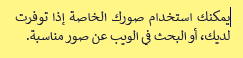 يمكنك استخدام صورك الخاصة إذا توفرت
لديك، أو البحث في الويب عن صور مناسبة.